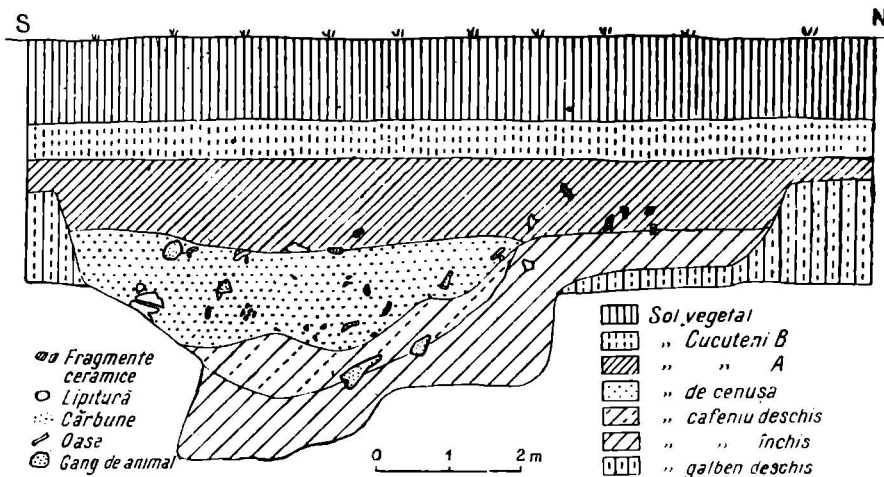 S
N
Fragmente
ceramice
Lipitură
Cărbune
Oase
Gang de animal
0 1 2 m
Sol vegetal
„ Cucuteni B
„ „ A
„ de cenușa
„ cafeniu deschis
„ „ închis
„ galben deschis